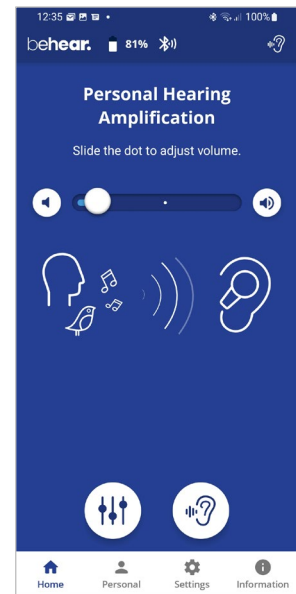 12:35
100%
behear. 81%
Personal Hearing
Amplification
Slide the dot to adjust volume.
Home Personal Settings Information